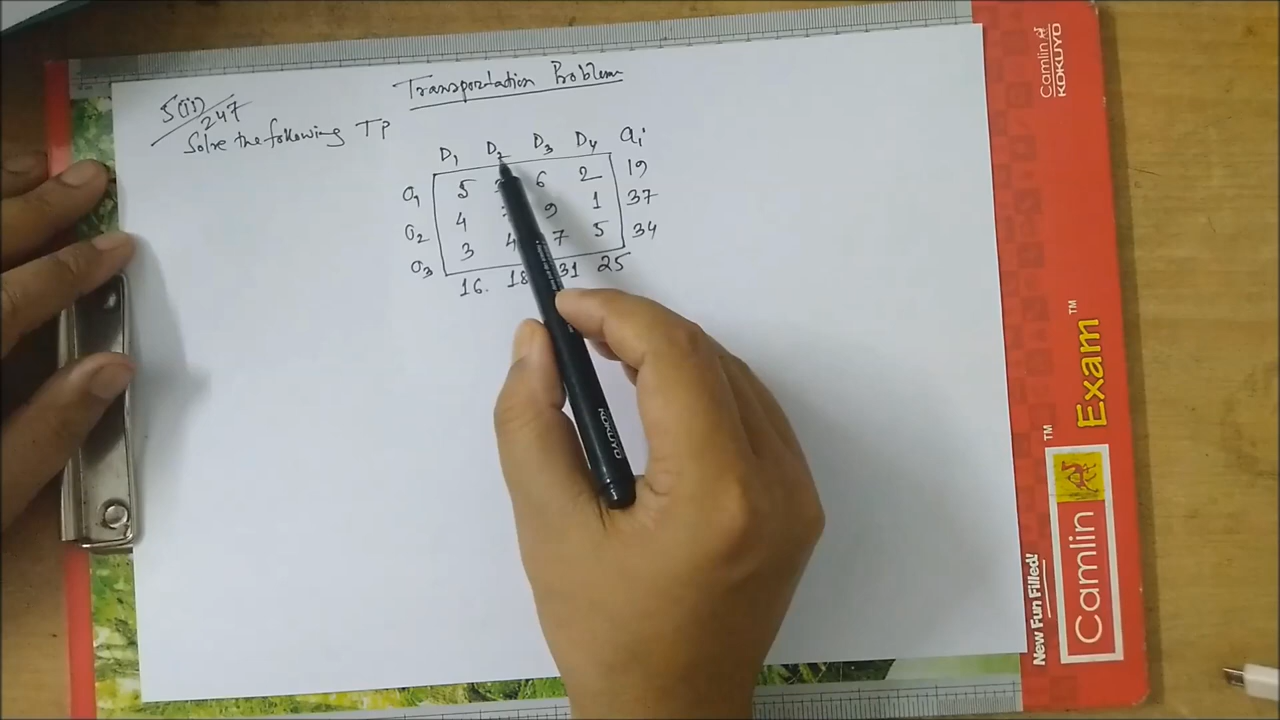 Transportation Problem
5(ii)/247
Solve the following TP
D1 D2 D3 D4 ai
O1 5 6 2 19
O2 4 9 1 37
O3 3 4 7 5 34
16. 18 31 25
KOKUYO
Camlin
KOKUYO
Exam™
Camlin™
New Fun Filled!